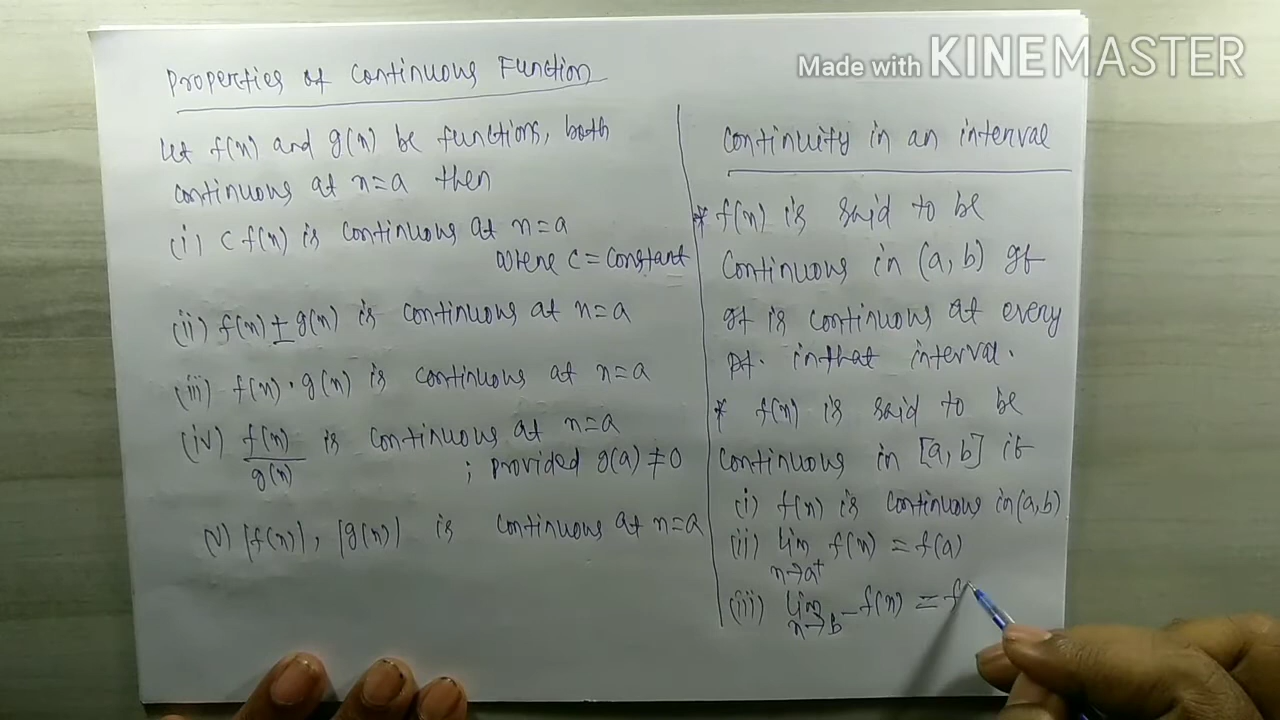 Made with KINEMASTER
Properties of Continuous Function
Let f(x) and g(x) be functions, both
continuous at x=a then
(i) c f(x) is continuous at x=a
where c = constant
(ii) f(x) ± g(x) is continuous at x=a
(iii) f(x) · g(x) is continuous at x=a
(iv) f(x)/g(x) is continuous at x=a
; provided g(a) ≠ 0
(v) |f(x)|, |g(x)| is continuous at x=a
Continuity in an interval
* f(x) is said to be
continuous in (a, b) If
It is continuous at every
pt. in that interval.
* f(x) is said to be
continuous in [a, b] if
(i) f(x) is continuous in (a, b)
(ii) lim f(x) = f(a)
x→a⁺
(iii) lim f(x) = f
x→b⁻